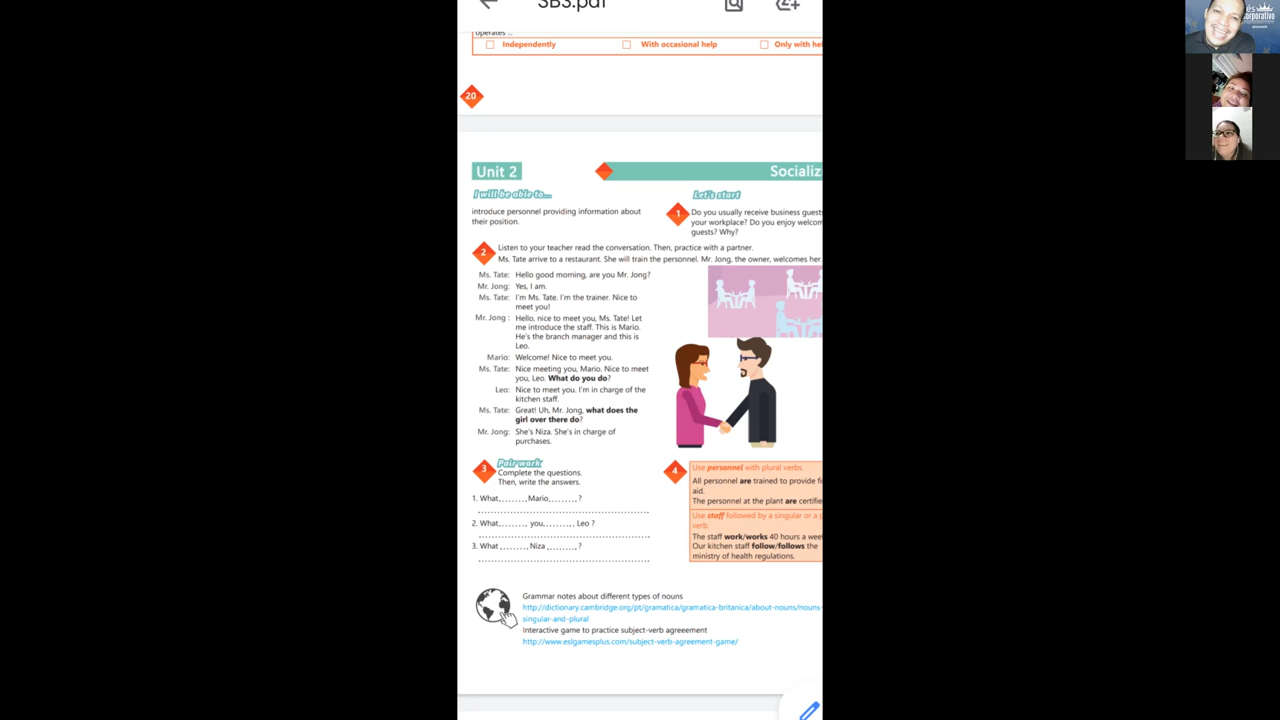 SB3.pdf
operates ...
Independently
With occasional help
Only with he
20
Unit 2
Socializ
I will be able to...
introduce personnel providing information about
their position.
Let's start
1
Do you usually receive business guests
your workplace? Do you enjoy welcom
guests? Why?
2
Listen to your teacher read the conversation. Then, practice with a partner.
Ms. Tate arrive to a restaurant. She will train the personnel. Mr. Jong, the owner, welcomes her.
Ms. Tate: Hello good morning, are you Mr. Jong?
Mr. Jong: Yes, I am.
Ms. Tate: I'm Ms. Tate. I'm the trainer. Nice to
meet you!
Mr. Jong : Hello, nice to meet you, Ms. Tate! Let
me introduce the staff. This is Mario.
He's the branch manager and this is
Leo.
Mario: Welcome! Nice to meet you.
Ms. Tate: Nice meeting you, Mario. Nice to meet
you, Leo. What do you do?
Leo: Nice to meet you. I'm in charge of the
kitchen staff.
Ms. Tate: Great! Uh, Mr. Jong, what does the
girl over there do?
Mr. Jong: She's Niza. She's in charge of
purchases.
3
Pair work
Complete the questions.
Then, write the answers.
1. What........, Mario,........ ?
2. What........, you,........, Leo ?
3. What ........, Niza ........, ?
4
Use personnel with plural verbs
All personnel are trained to provide fi
aid.
The personnel at the plant are certifie
Use staff followed by a singular or a p
verb.
The staff work/works 40 hours a wee
Our kitchen staff follow/follows the
ministry of health regulations.
Grammar notes about different types of nouns
http://dictionary.cambridge.org/pt/gramatica/gramatica-britanica/about-nouns/nouns-
singular-and-plural
Interactive game to practice subject-verb agreeement
http://www.eslgamesplus.com/subject-verb-agreement-game/
és
corporativo